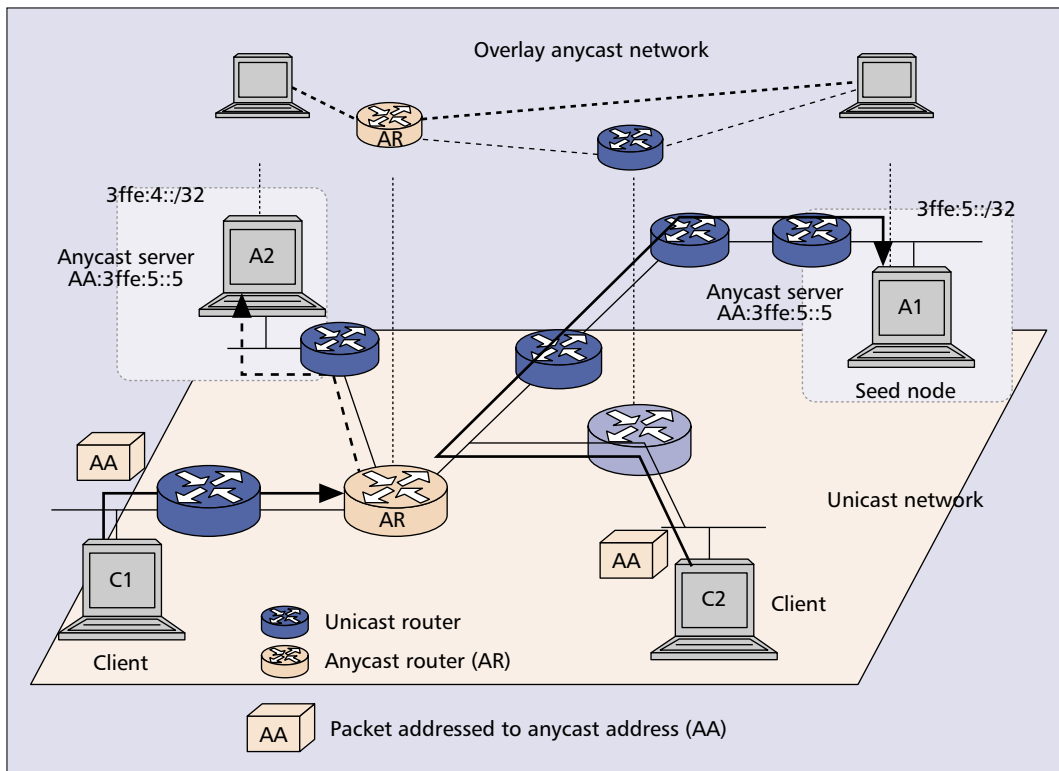 Overlay anycast network
AR
3ffe:4::/32
3ffe:5::/32
Anycast server
AA:3ffe:5::5
A2
Anycast server
AA:3ffe:5::5
A1
Seed node
AA
AR
Unicast network
C1
AA
C2
Client
Client
Unicast router
Anycast router (AR)
AA
Packet addressed to anycast address (AA)